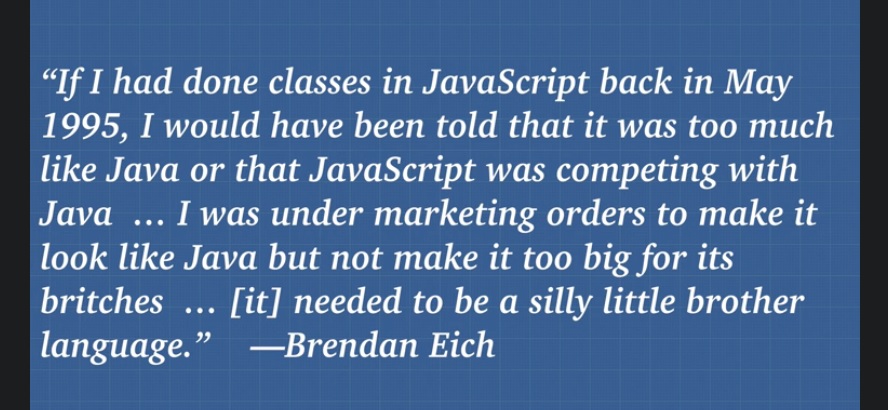 “If I had done classes in JavaScript back in May
1995, I would have been told that it was too much
like Java or that JavaScript was competing with
Java … I was under marketing orders to make it
look like Java but not make it too big for its
britches … [it] needed to be a silly little brother
language.” —Brendan Eich